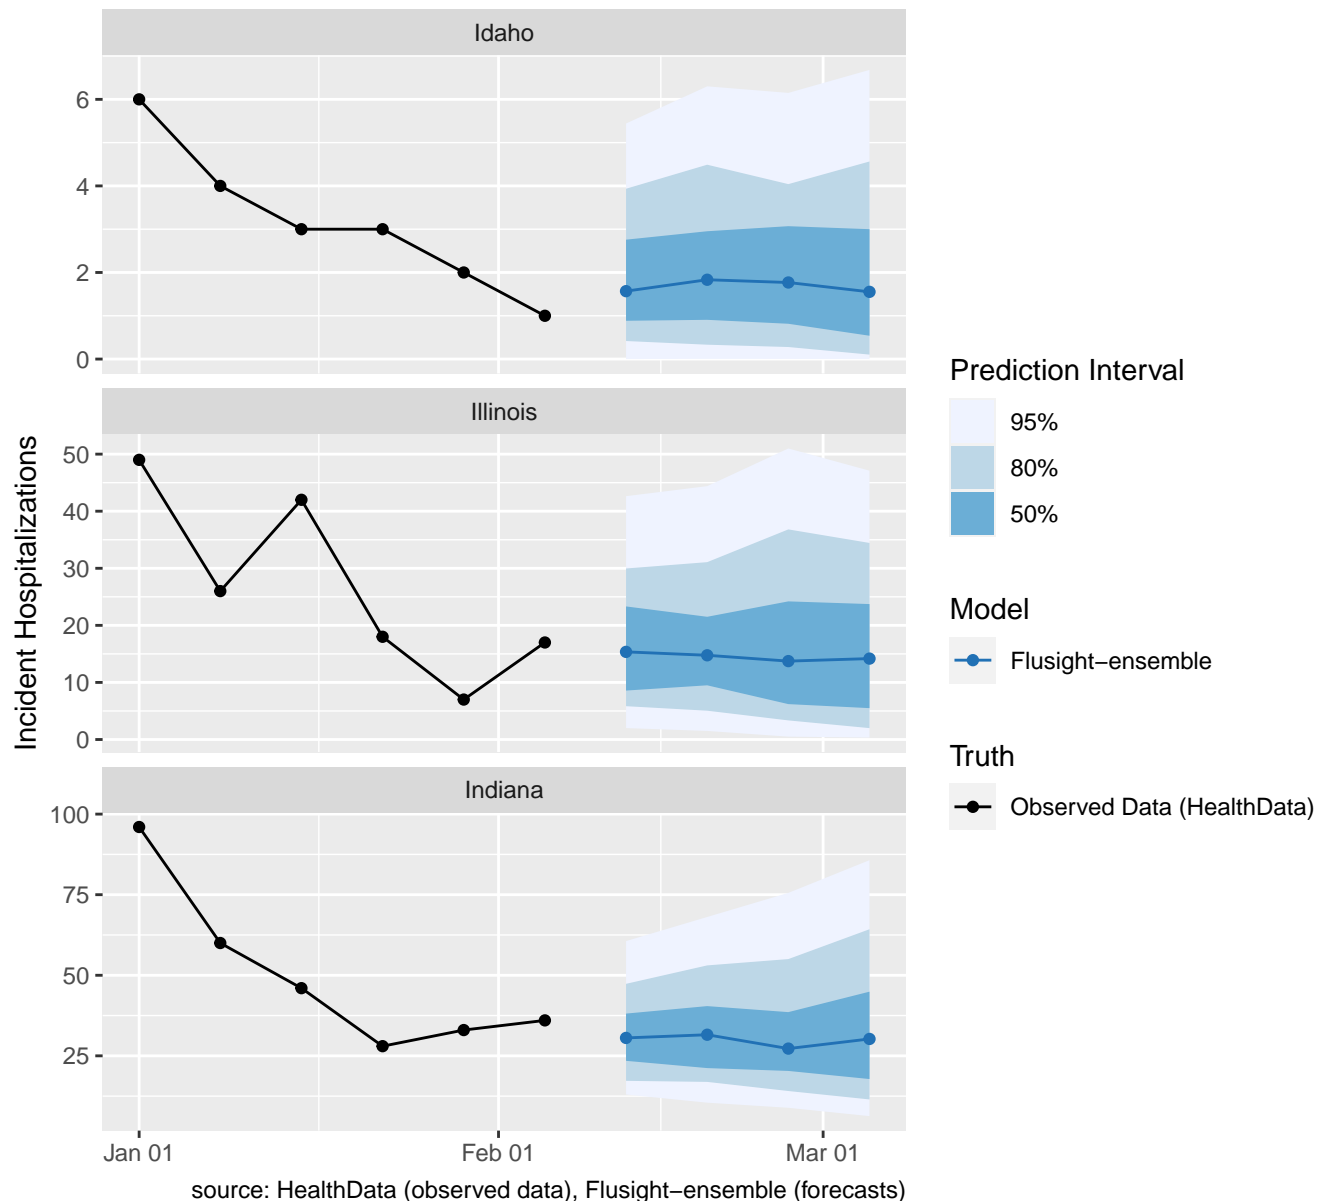 Idaho
6
4
2
0
Illinois
50
40
30
20
10
0
Indiana
100
75
50
25
Jan 01
Feb 01
Mar 01
Incident Hospitalizations
source: HealthData (observed data), Flusight−ensemble (forecasts)
Prediction Interval
95%
80%
50%
Model
Flusight−ensemble
Truth
Observed Data (HealthData)